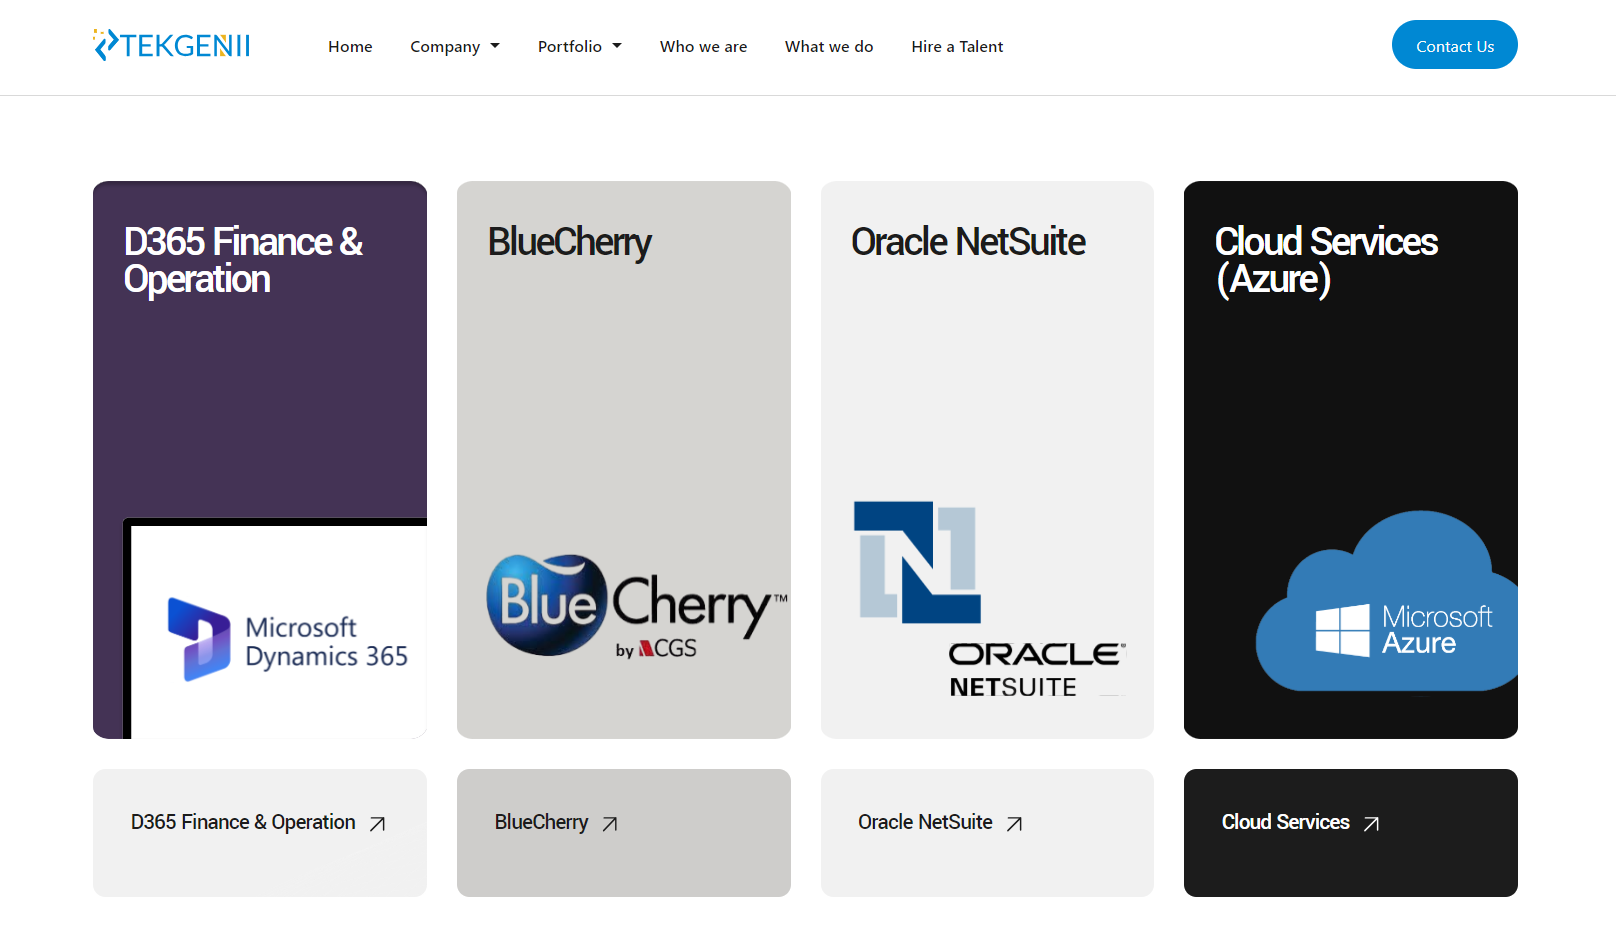 TEKGENII
Home
Company
Portfolio
Who we are
What we do
Hire a Talent
Contact Us
D365 Finance &
Operation
Microsoft
Dynamics 365
BlueCherry
Blue Cherry™
by CGS
Oracle NetSuite
N
ORACLE®
NETSUITE
Cloud Services
(Azure)
Microsoft
Azure
D365 Finance & Operation
BlueCherry
Oracle NetSuite
Cloud Services